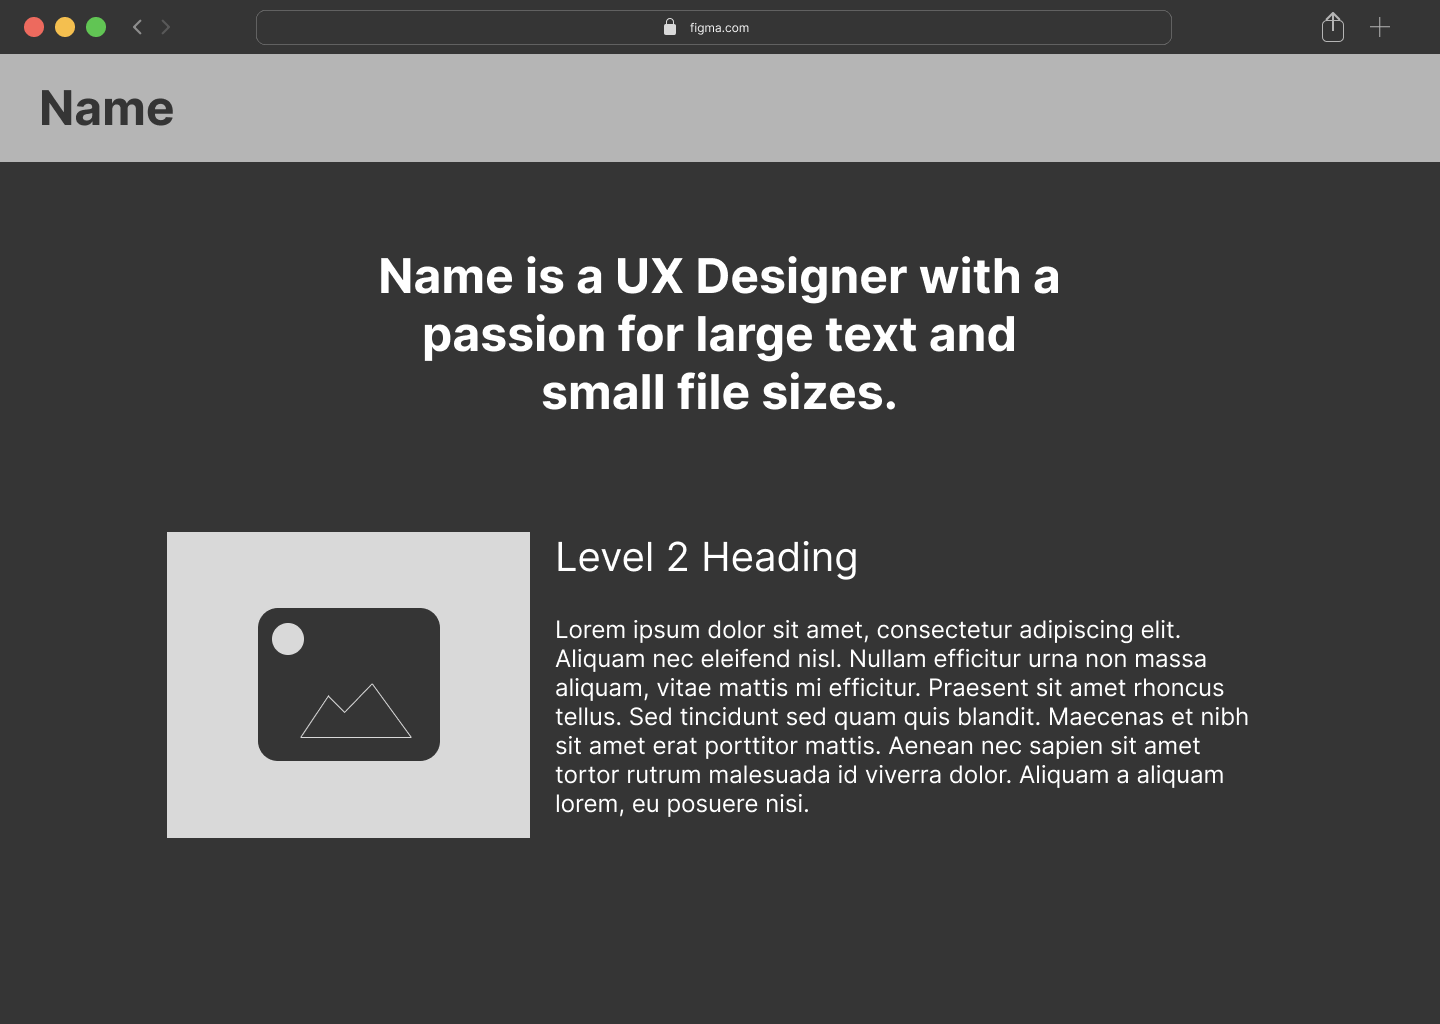 figma.com
Name
Name is a UX Designer with a
passion for large text and
small file sizes.
Level 2 Heading
Lorem ipsum dolor sit amet, consectetur adipiscing elit.
Aliquam nec eleifend nisl. Nullam efficitur urna non massa
aliquam, vitae mattis mi efficitur. Praesent sit amet rhoncus
tellus. Sed tincidunt sed quam quis blandit. Maecenas et nibh
sit amet erat porttitor mattis. Aenean nec sapien sit amet
tortor rutrum malesuada id viverra dolor. Aliquam a aliquam
lorem, eu posuere nisi.